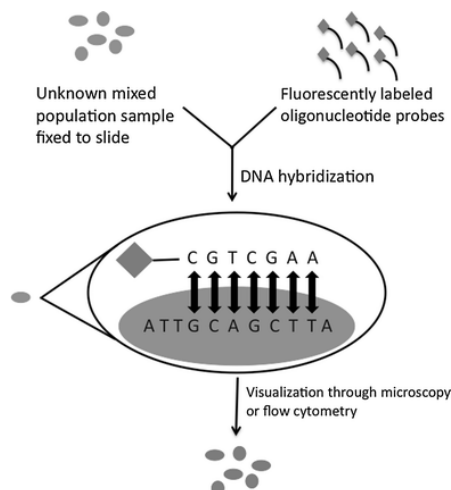 Unknown mixed
population sample
fixed to slide
Fluorescently labeled
oligonucleotide probes
DNA hybridization
C G T C G A A
A T T G C A G C T T A
Visualization through microscopy
or flow cytometry